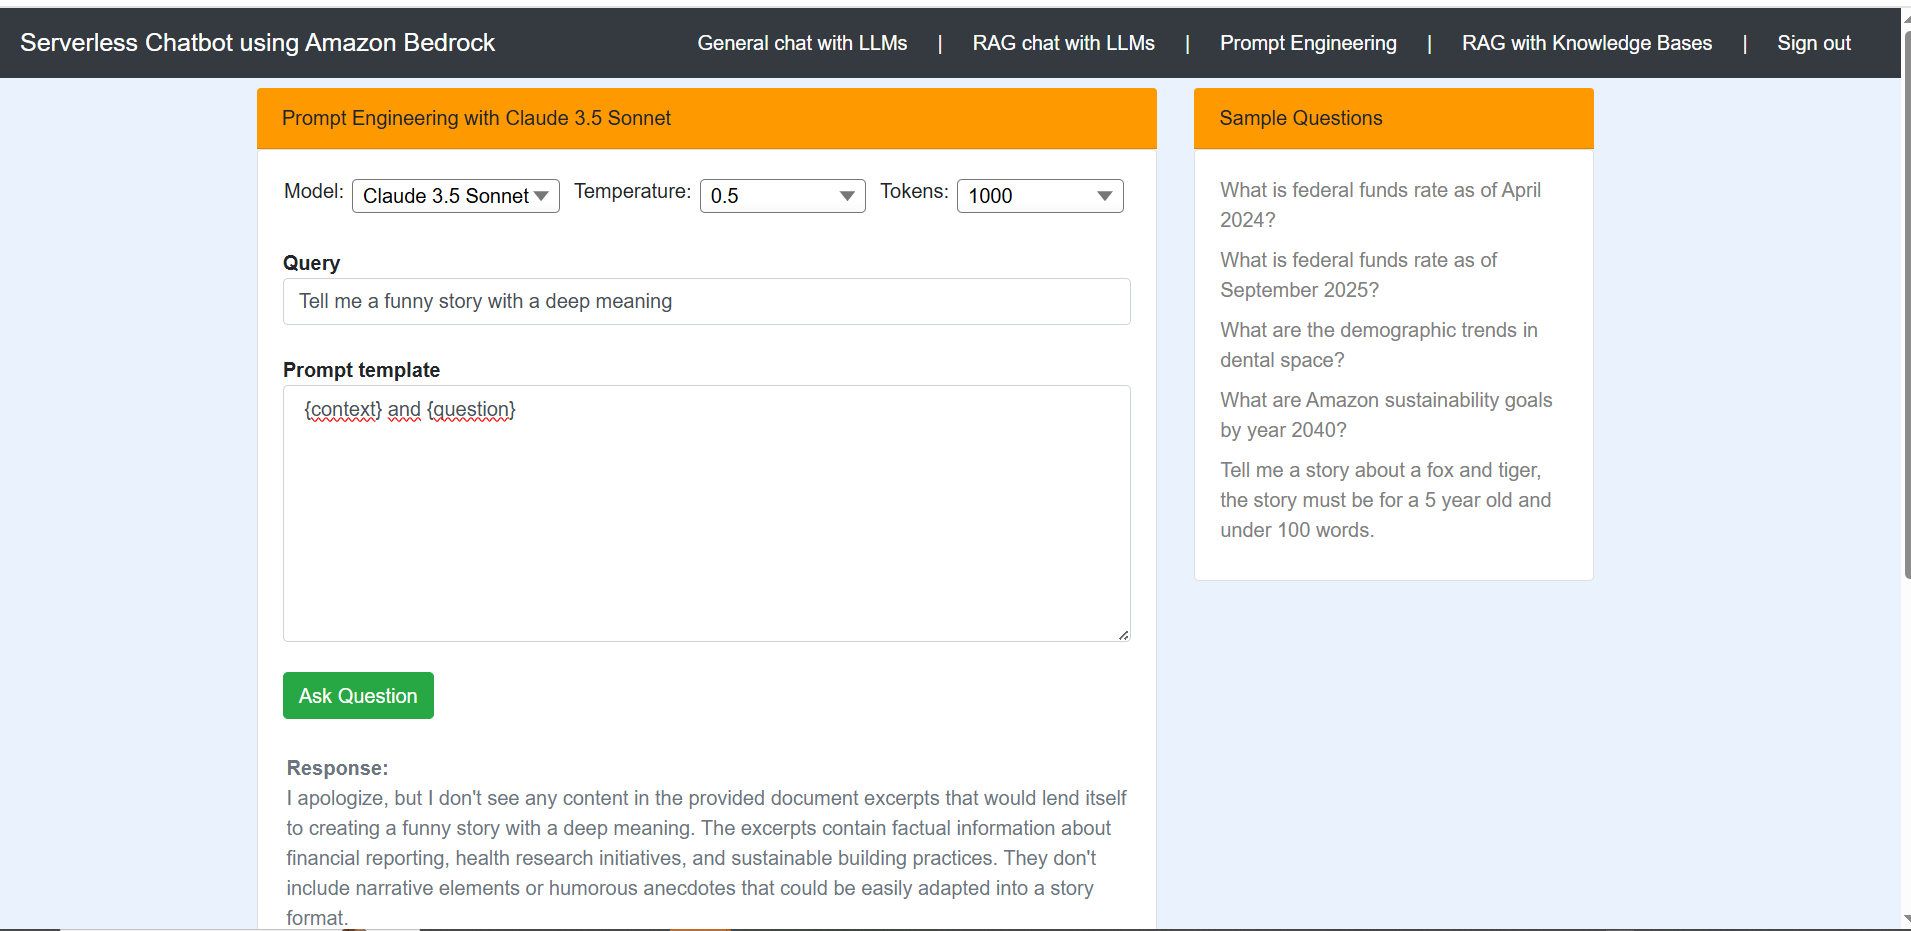 Serverless Chatbot using Amazon Bedrock
General chat with LLMs | RAG chat with LLMs | Prompt Engineering | RAG with Knowledge Bases | Sign out
Prompt Engineering with Claude 3.5 Sonnet
Model: Claude 3.5 Sonnet Temperature: 0.5 Tokens: 1000
Query
Tell me a funny story with a deep meaning
Prompt template
{context} and {question}
Ask Question
Response:
I apologize, but I don't see any content in the provided document excerpts that would lend itself
to creating a funny story with a deep meaning. The excerpts contain factual information about
financial reporting, health research initiatives, and sustainable building practices. They don't
include narrative elements or humorous anecdotes that could be easily adapted into a story
format.
Sample Questions
What is federal funds rate as of April
2024?
What is federal funds rate as of
September 2025?
What are the demographic trends in
dental space?
What are Amazon sustainability goals
by year 2040?
Tell me a story about a fox and tiger,
the story must be for a 5 year old and
under 100 words.